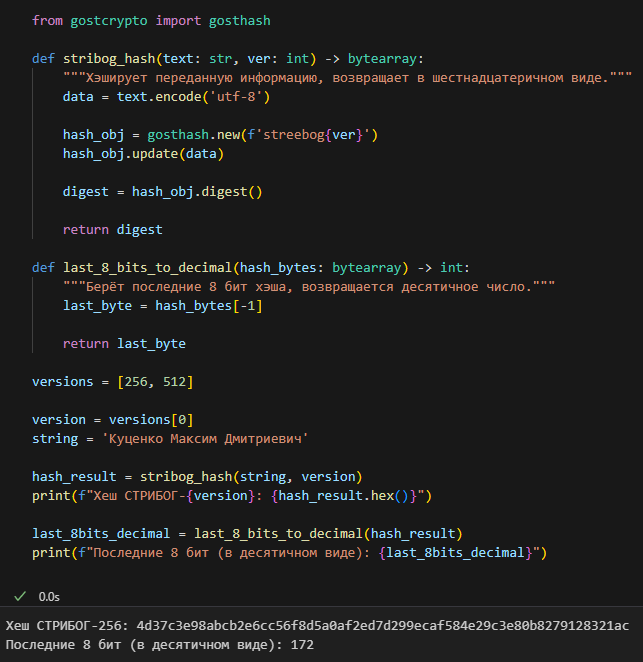 from gostcrypto import gosthash
def stribog_hash(text: str, ver: int) -> bytearray:
    """Хэширует переданную информацию, возвращает в шестнадцатеричном виде."""
    data = text.encode('utf-8')
    hash_obj = gosthash.new(f'streebog{ver}')
    hash_obj.update(data)
    digest = hash_obj.digest()
    return digest
def last_8_bits_to_decimal(hash_bytes: bytearray) -> int:
    """Берёт последние 8 бит хэша, возвращается десятичное число."""
    last_byte = hash_bytes[-1]
    return last_byte
versions = [256, 512]
version = versions[0]
string = 'Куценко Максим Дмитриевич'
hash_result = stribog_hash(string, version)
print(f"Хеш СТРИБОГ-{version}: {hash_result.hex()}")
last_8bits_decimal = last_8_bits_to_decimal(hash_result)
print(f"Последние 8 бит (в десятичном виде): {last_8bits_decimal}")
0.0s
Хеш СТРИБОГ-256: 4d37c3e98abcb2e6cc56f8d5a0af2ed7d299ecaf584e29c3e80b8279128321ac
Последние 8 бит (в десятичном виде): 172